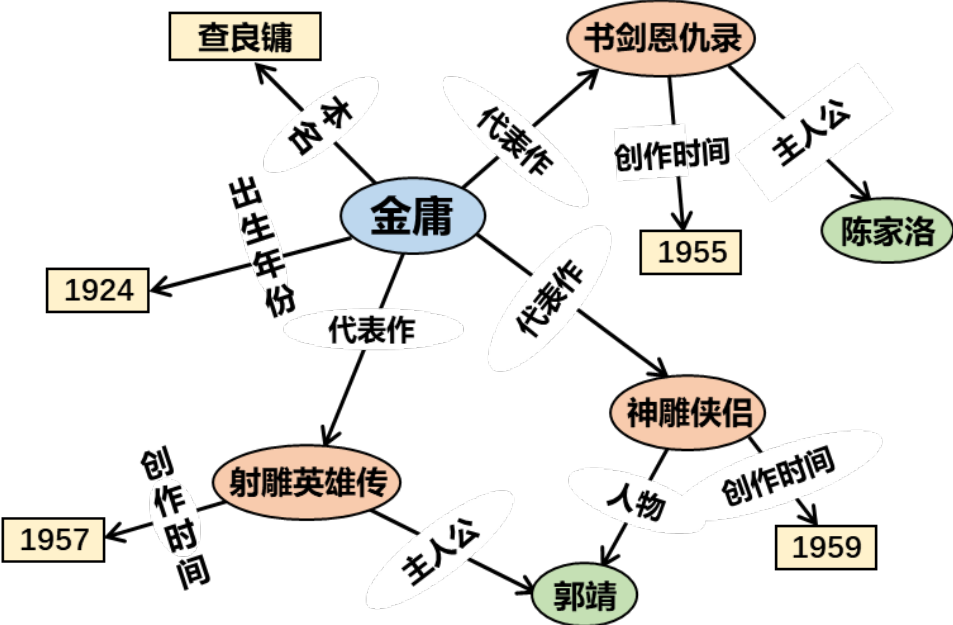 查良镛
书剑恩仇录
本名
代表作
创作时间
主人公
出生年份
金庸
陈家洛
1955
1924
代表作
代表作
神雕侠侣
创作时间
射雕英雄传
人物
创作时间
1957
主人公
1959
郭靖